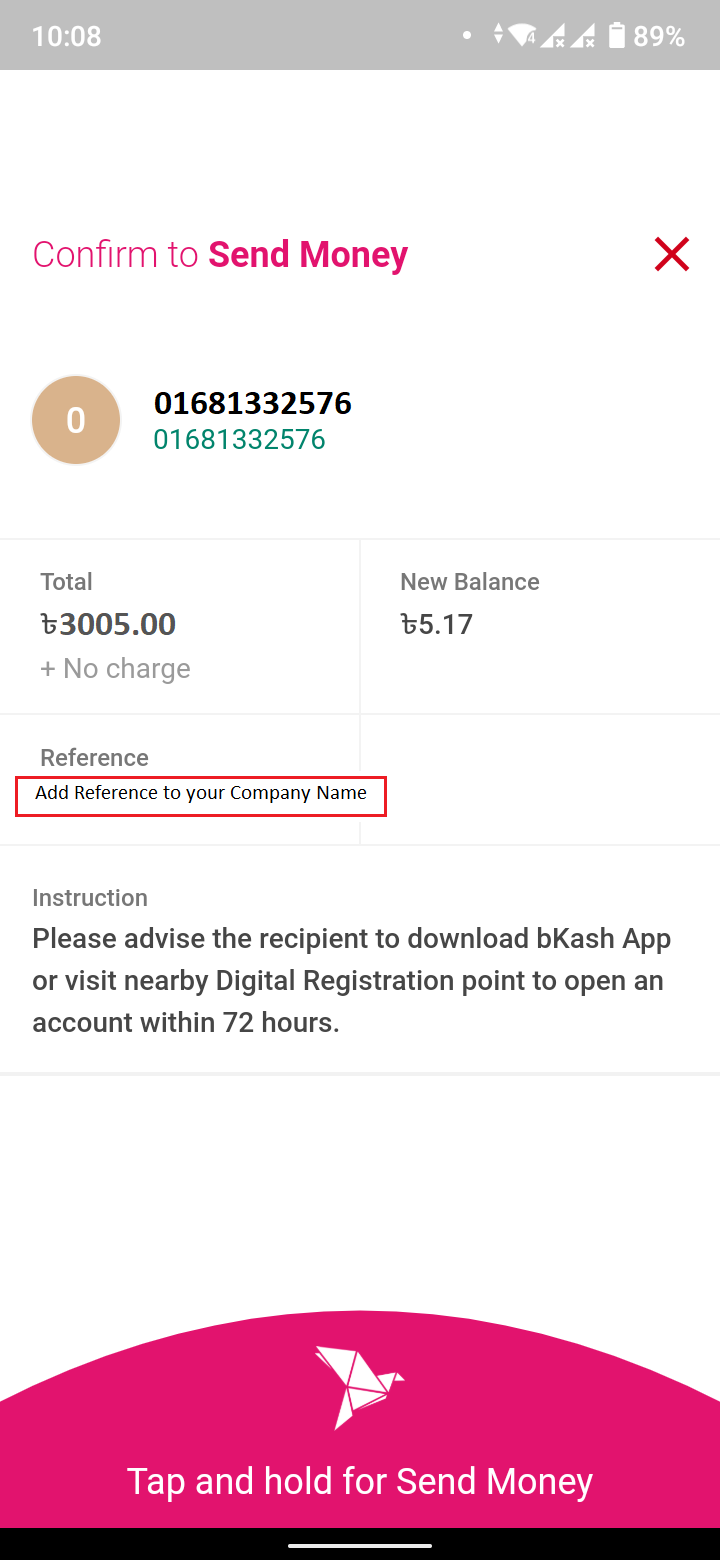 10:08
4
89%
Confirm to Send Money
0
01681332576
01681332576
Total
৳3005.00
+ No charge
New Balance
৳5.17
Reference
Add Reference to your Company Name
Instruction
Please advise the recipient to download bKash App
or visit nearby Digital Registration point to open an
account within 72 hours.
Tap and hold for Send Money